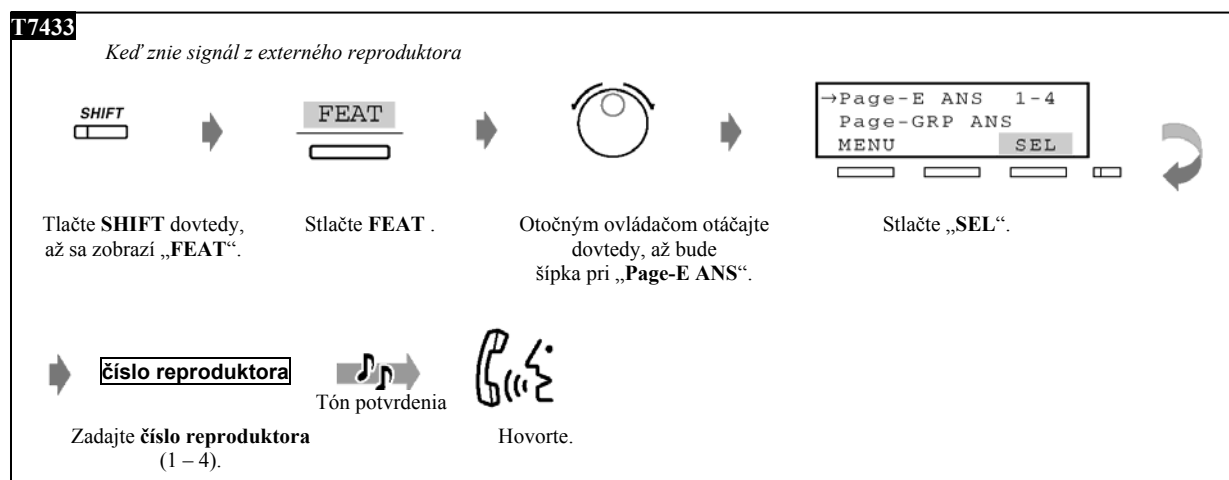 T7433
Keď znie signál z externého reproduktora
SHIFT
FEAT
→Page-E ANS 1-4
Page-GRP ANS
MENU SEL
Tlačte SHIFT dovtedy,
až sa zobrazí „FEAT“.
Stlačte FEAT .
Otočným ovládačom otáčajte
dovtedy, až bude
šípka pri „Page-E ANS“.
Stlačte „SEL“.
číslo reproduktora
Tón potvrdenia
Zadajte číslo reproduktora
(1 – 4).
Hovorte.